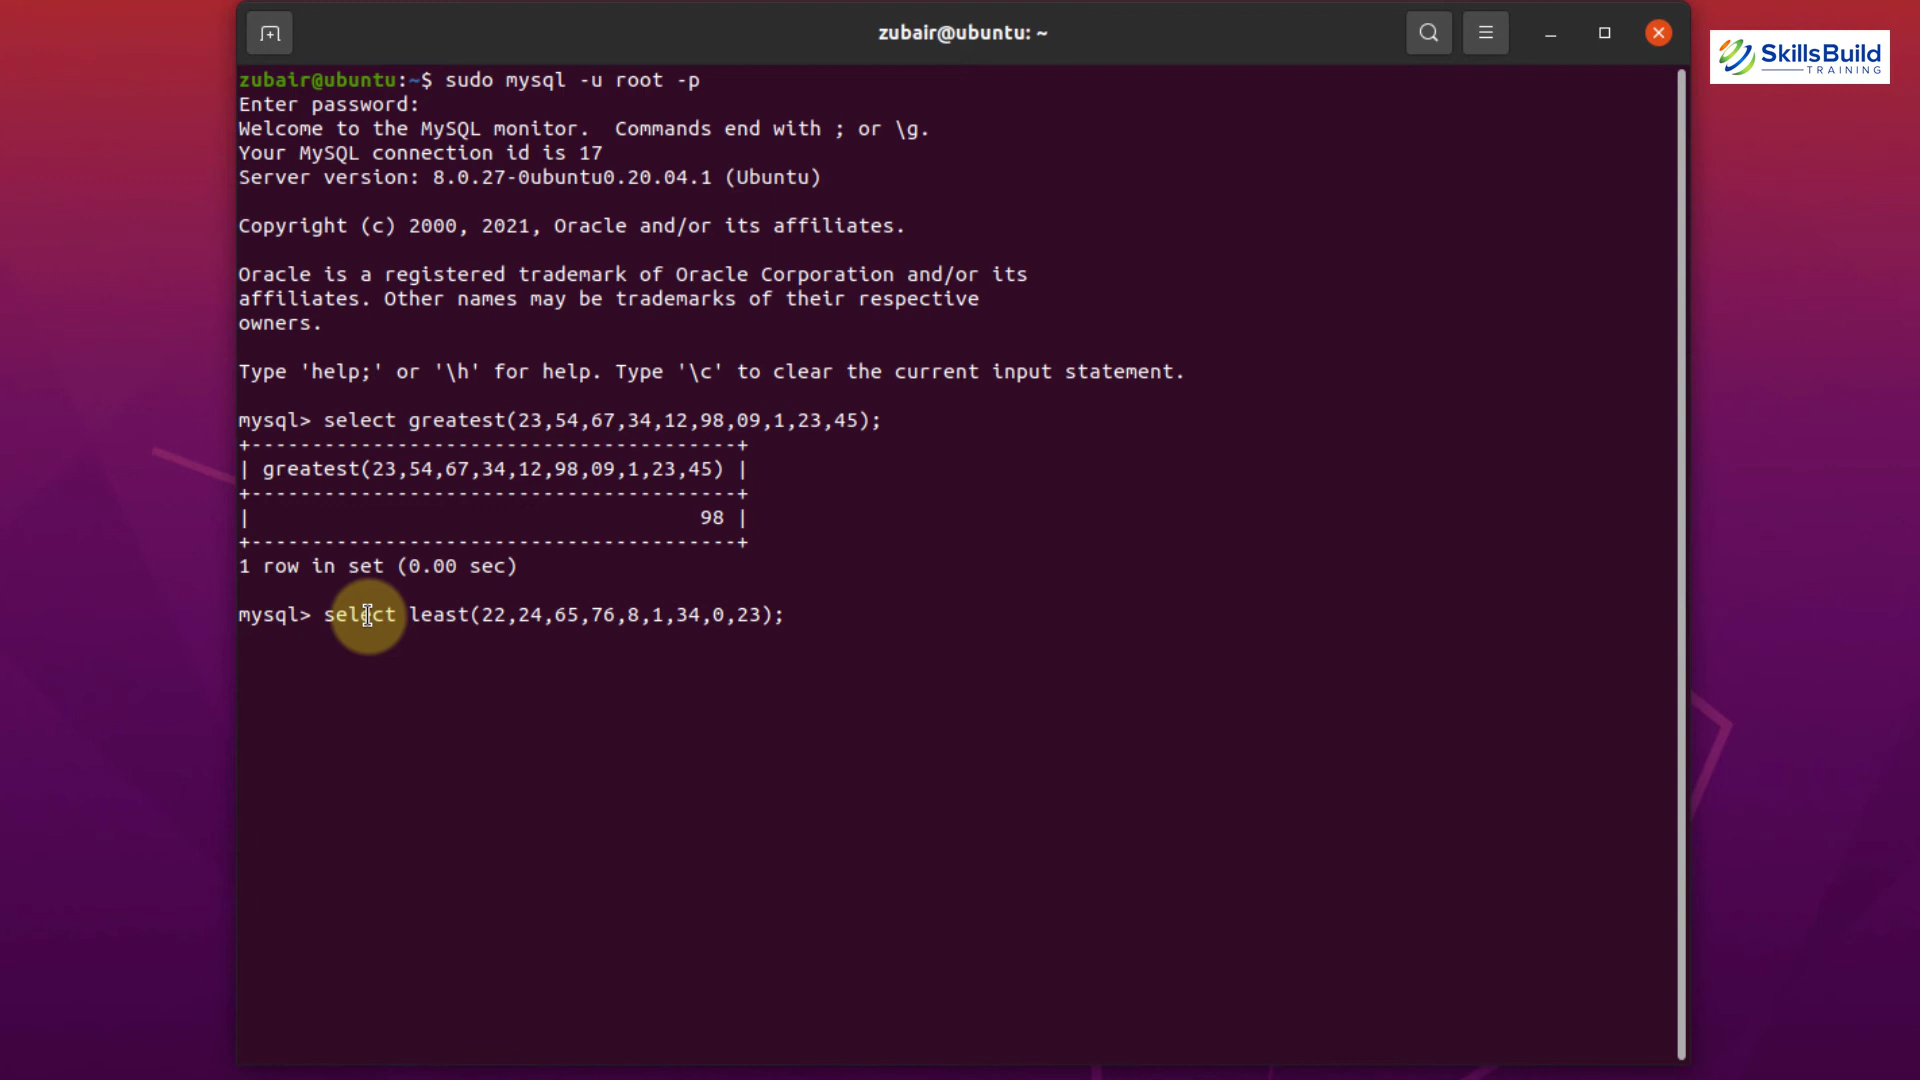 zubair@ubuntu: ~
SkillsBuild
TRAINING
zubair@ubuntu:~$ sudo mysql -u root -p
Enter password:
Welcome to the MySQL monitor.  Commands end with ; or \g.
Your MySQL connection id is 17
Server version: 8.0.27-0ubuntu0.20.04.1 (Ubuntu)
Copyright (c) 2000, 2021, Oracle and/or its affiliates.
Oracle is a registered trademark of Oracle Corporation and/or its
affiliates. Other names may be trademarks of their respective
owners.
Type 'help;' or '\h' for help. Type '\c' to clear the current input statement.
mysql> select greatest(23,54,67,34,12,98,09,1,23,45);
+----------------------------------------+
| greatest(23,54,67,34,12,98,09,1,23,45) |
+----------------------------------------+
|                                     98 |
+----------------------------------------+
1 row in set (0.00 sec)
mysql> select least(22,24,65,76,8,1,34,0,23);